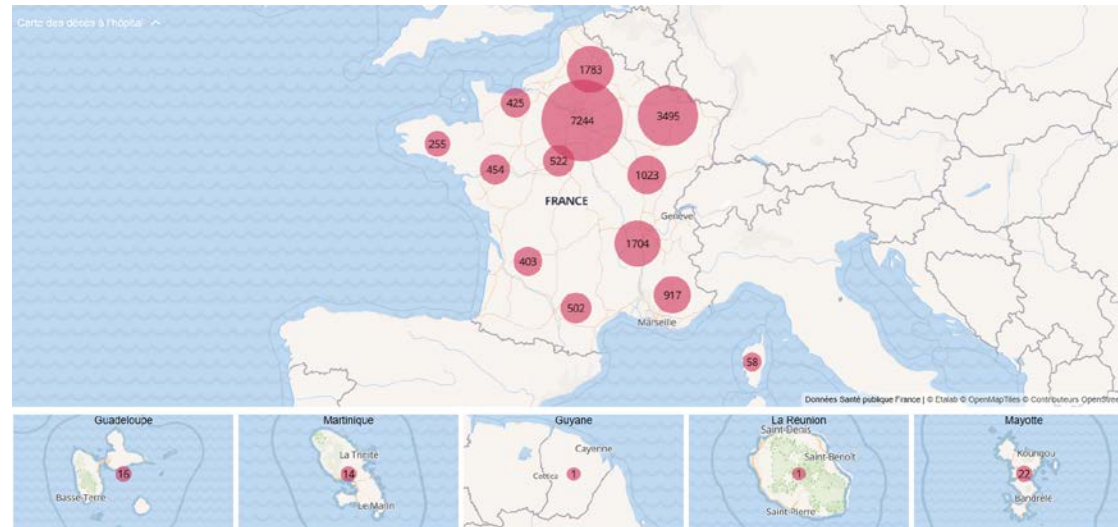 Carte des décès à l'hôpital
1783
425
7244
3495
255
522
454
1023
FRANCE
Genève
1704
403
917
502
Marseille
58
Données Santé publique France | © Etalab © OpenMapTiles © Contributeurs OpenStree
Guadeloupe
16
Basse-Terre
Martinique
La Trinité
14
Le Marin
Guyane
Cayenne
Cottica
1
La Réunion
Saint-Denis
Saint-Benoît
1
Saint-Pierre
Mayotte
Koungou
22
Bandrélé